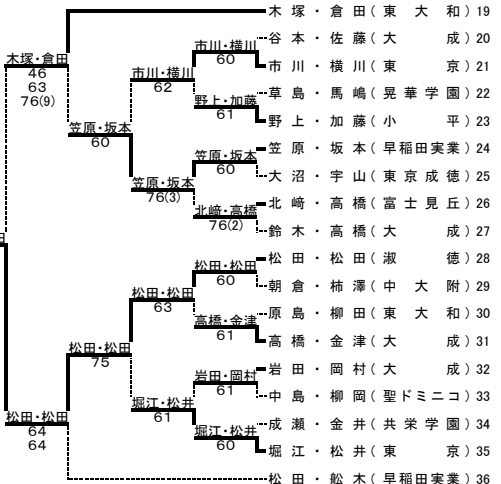 木塚・倉田(東大和) 19
谷本・佐藤(大成) 20
市川・横川
60
市川・横川(東京) 21
木塚・倉田
46
63
76(9)
市川・横川
62
草島・馬嶋(晃華学園) 22
野上・加藤
61
野上・加藤(小平) 23
笠原・坂本
60
笠原・坂本(早稲田実業) 24
笠原・坂本
60
大沼・宇山(東京成徳) 25
笠原・坂本
76(3)
北﨑・高橋(富士見丘) 26
北﨑・高橋
76(2)
鈴木・高橋(大成) 27
松田・松田(淑徳) 28
松田・松田
60
朝倉・柿澤(中大附) 29
松田・松田
63
原島・柳田(東大和) 30
高橋・金津
61
高橋・金津(大成) 31
松田・松田
75
岩田・岡村(大成) 32
岩田・岡村
61
中島・柳岡(聖ドミニコ) 33
堀江・松井
61
成瀬・金井(共栄学園) 34
松田・松田
64
64
堀江・松井
60
堀江・松井(東京) 35
松田・舩木(早稲田実業) 36